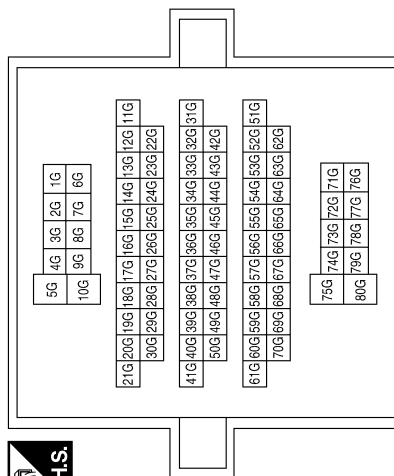 H.S.
5G 4G 3G 2G 1G
10G 9G 8G 7G 6G
21G 20G 19G 18G 17G 16G 15G 14G 13G 12G 11G
30G 29G 28G 27G 26G 25G 24G 23G 22G
41G 40G 39G 38G 37G 36G 35G 34G 33G 32G 31G
50G 49G 48G 47G 46G 45G 44G 43G 42G
61G 60G 59G 58G 57G 56G 55G 54G 53G 52G 51G
70G 69G 68G 67G 66G 65G 64G 63G 62G
75G 74G 73G 72G 71G
80G 79G 78G 77G 76G